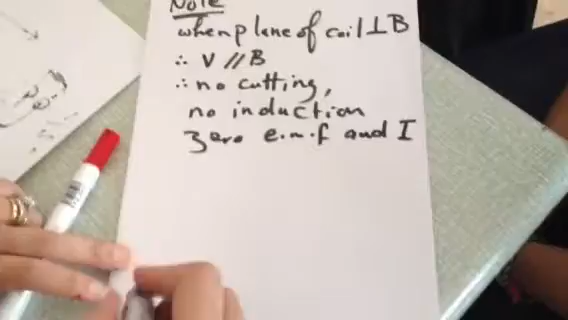 Note
when plane of coil ⊥ B
∴ V // B
∴ no cutting,
no induction
Zero e.m.f and I